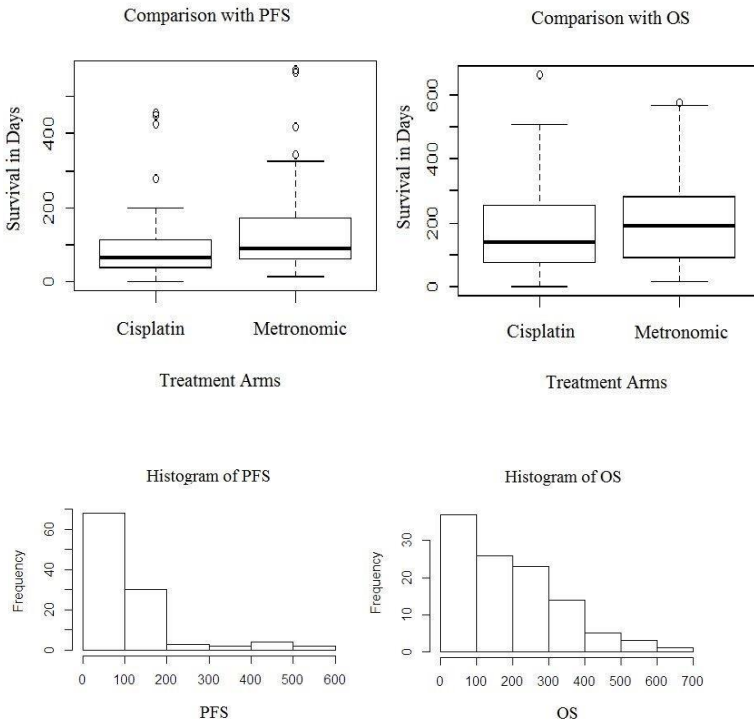 Comparison with PFS
Survival in Days
400
200
0
Cisplatin
Metronomic
Treatment Arms
Comparison with OS
Survival in Days
600
400
200
0
Cisplatin
Metronomic
Treatment Arms
Histogram of PFS
Frequency
60
40
20
0
0 100 200 300 400 500 600
PFS
Histogram of OS
Frequency
30
20
10
0
0 100 200 300 400 500 600 700
OS